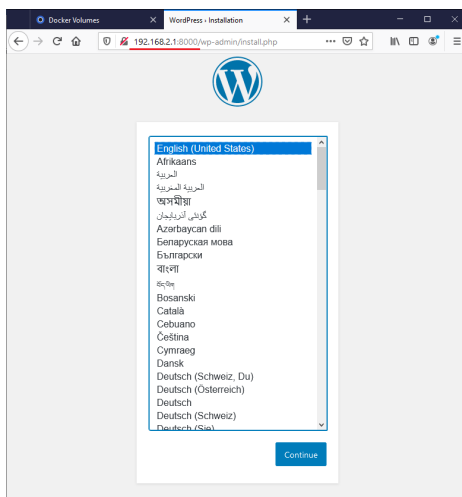 Docker Volumes
WordPress › Installation
192.168.2.1:8000/wp-admin/install.php
English (United States)
Afrikaans
العربية
العربية المغربية
অসমীয়া
گؤنئی آذربایجان
Azərbaycan dili
Беларуская мова
Български
বাংলা
བོད་ཡིག
Bosanski
Català
Cebuano
Čeština
Cymraeg
Dansk
Deutsch (Schweiz, Du)
Deutsch (Österreich)
Deutsch
Deutsch (Schweiz)
Deutsch (Sie)
Continue